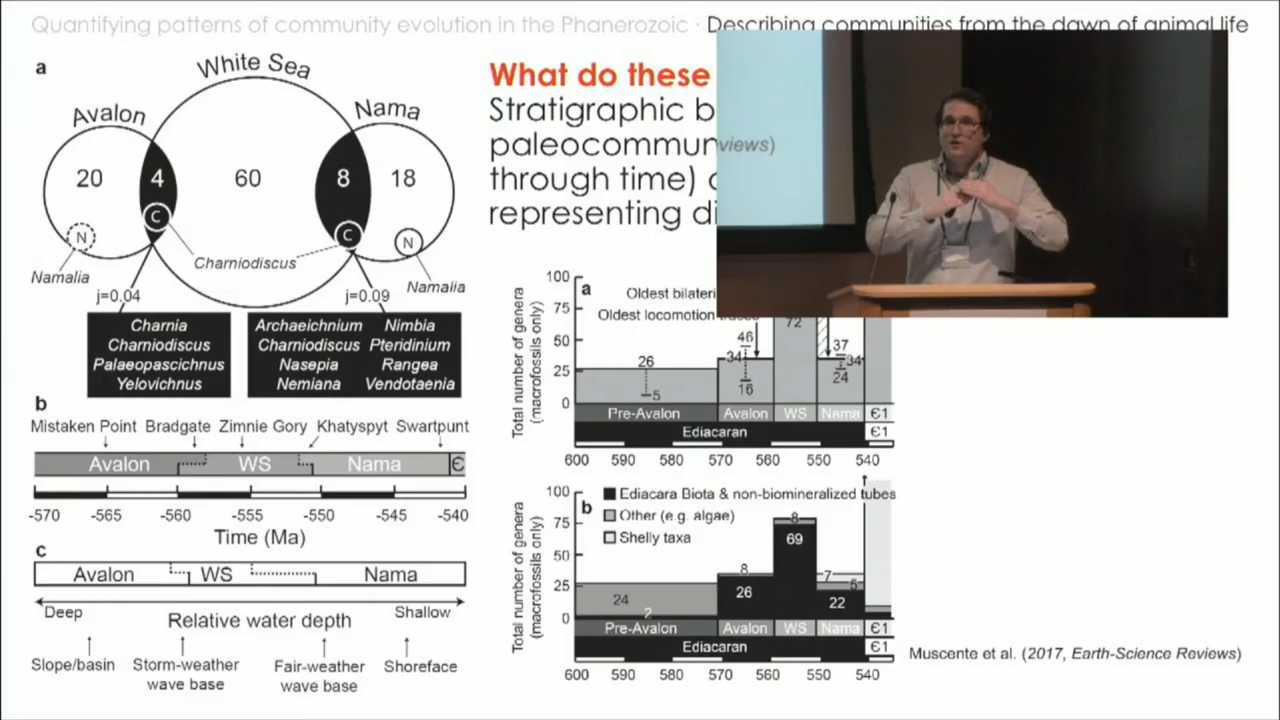 Quantifying patterns of community evolution in the Phanerozoic · Describing communities from the dawn of animal life
a
White Sea
Avalon
Nama
20
4
60
8
18
C
C
N
N
Namalia
Charniodiscus
Namalia
j=0.04
j=0.09
Charnia
Charniodiscus
Palaeopascichnus
Yelovichnus
Archaeichnium Nimbia
Charniodiscus Pteridinium
Nasepia Rangea
Nemiana Vendotaenia
b
Mistaken Point Bradgate Zimnie Gory Khatyspyt Swartpunt
Avalon WS Nama Є
-570 -565 -560 -555 -550 -545 -540
Time (Ma)
c
Avalon WS Nama
Deep Shallow
Relative water depth
Slope/basin Storm-weather wave base Fair-weather wave base Shoreface
What do these
Stratigraphic b
paleocommun
through time)
representing di
views)
a
Total number of genera
(macrofossils only)
100
75
50
25
0
Oldest bilateri
Oldest locomotion
26
5
46
34
16
72
37
34
24
Pre-Avalon Avalon WS Nama Є1
Ediacaran Є1
600 590 580 570 560 550 540
b
Total number of genera
(macrofossils only)
100
75
50
25
0
Ediacara Biota & non-biomineralized tubes
Other (e.g. algae)
Shelly taxa
24
2
8
26
8
69
7
5
22
Pre-Avalon Avalon WS Nama Є1
Ediacaran Є1
600 590 580 570 560 550 540
Muscente et al. (2017, Earth-Science Reviews)